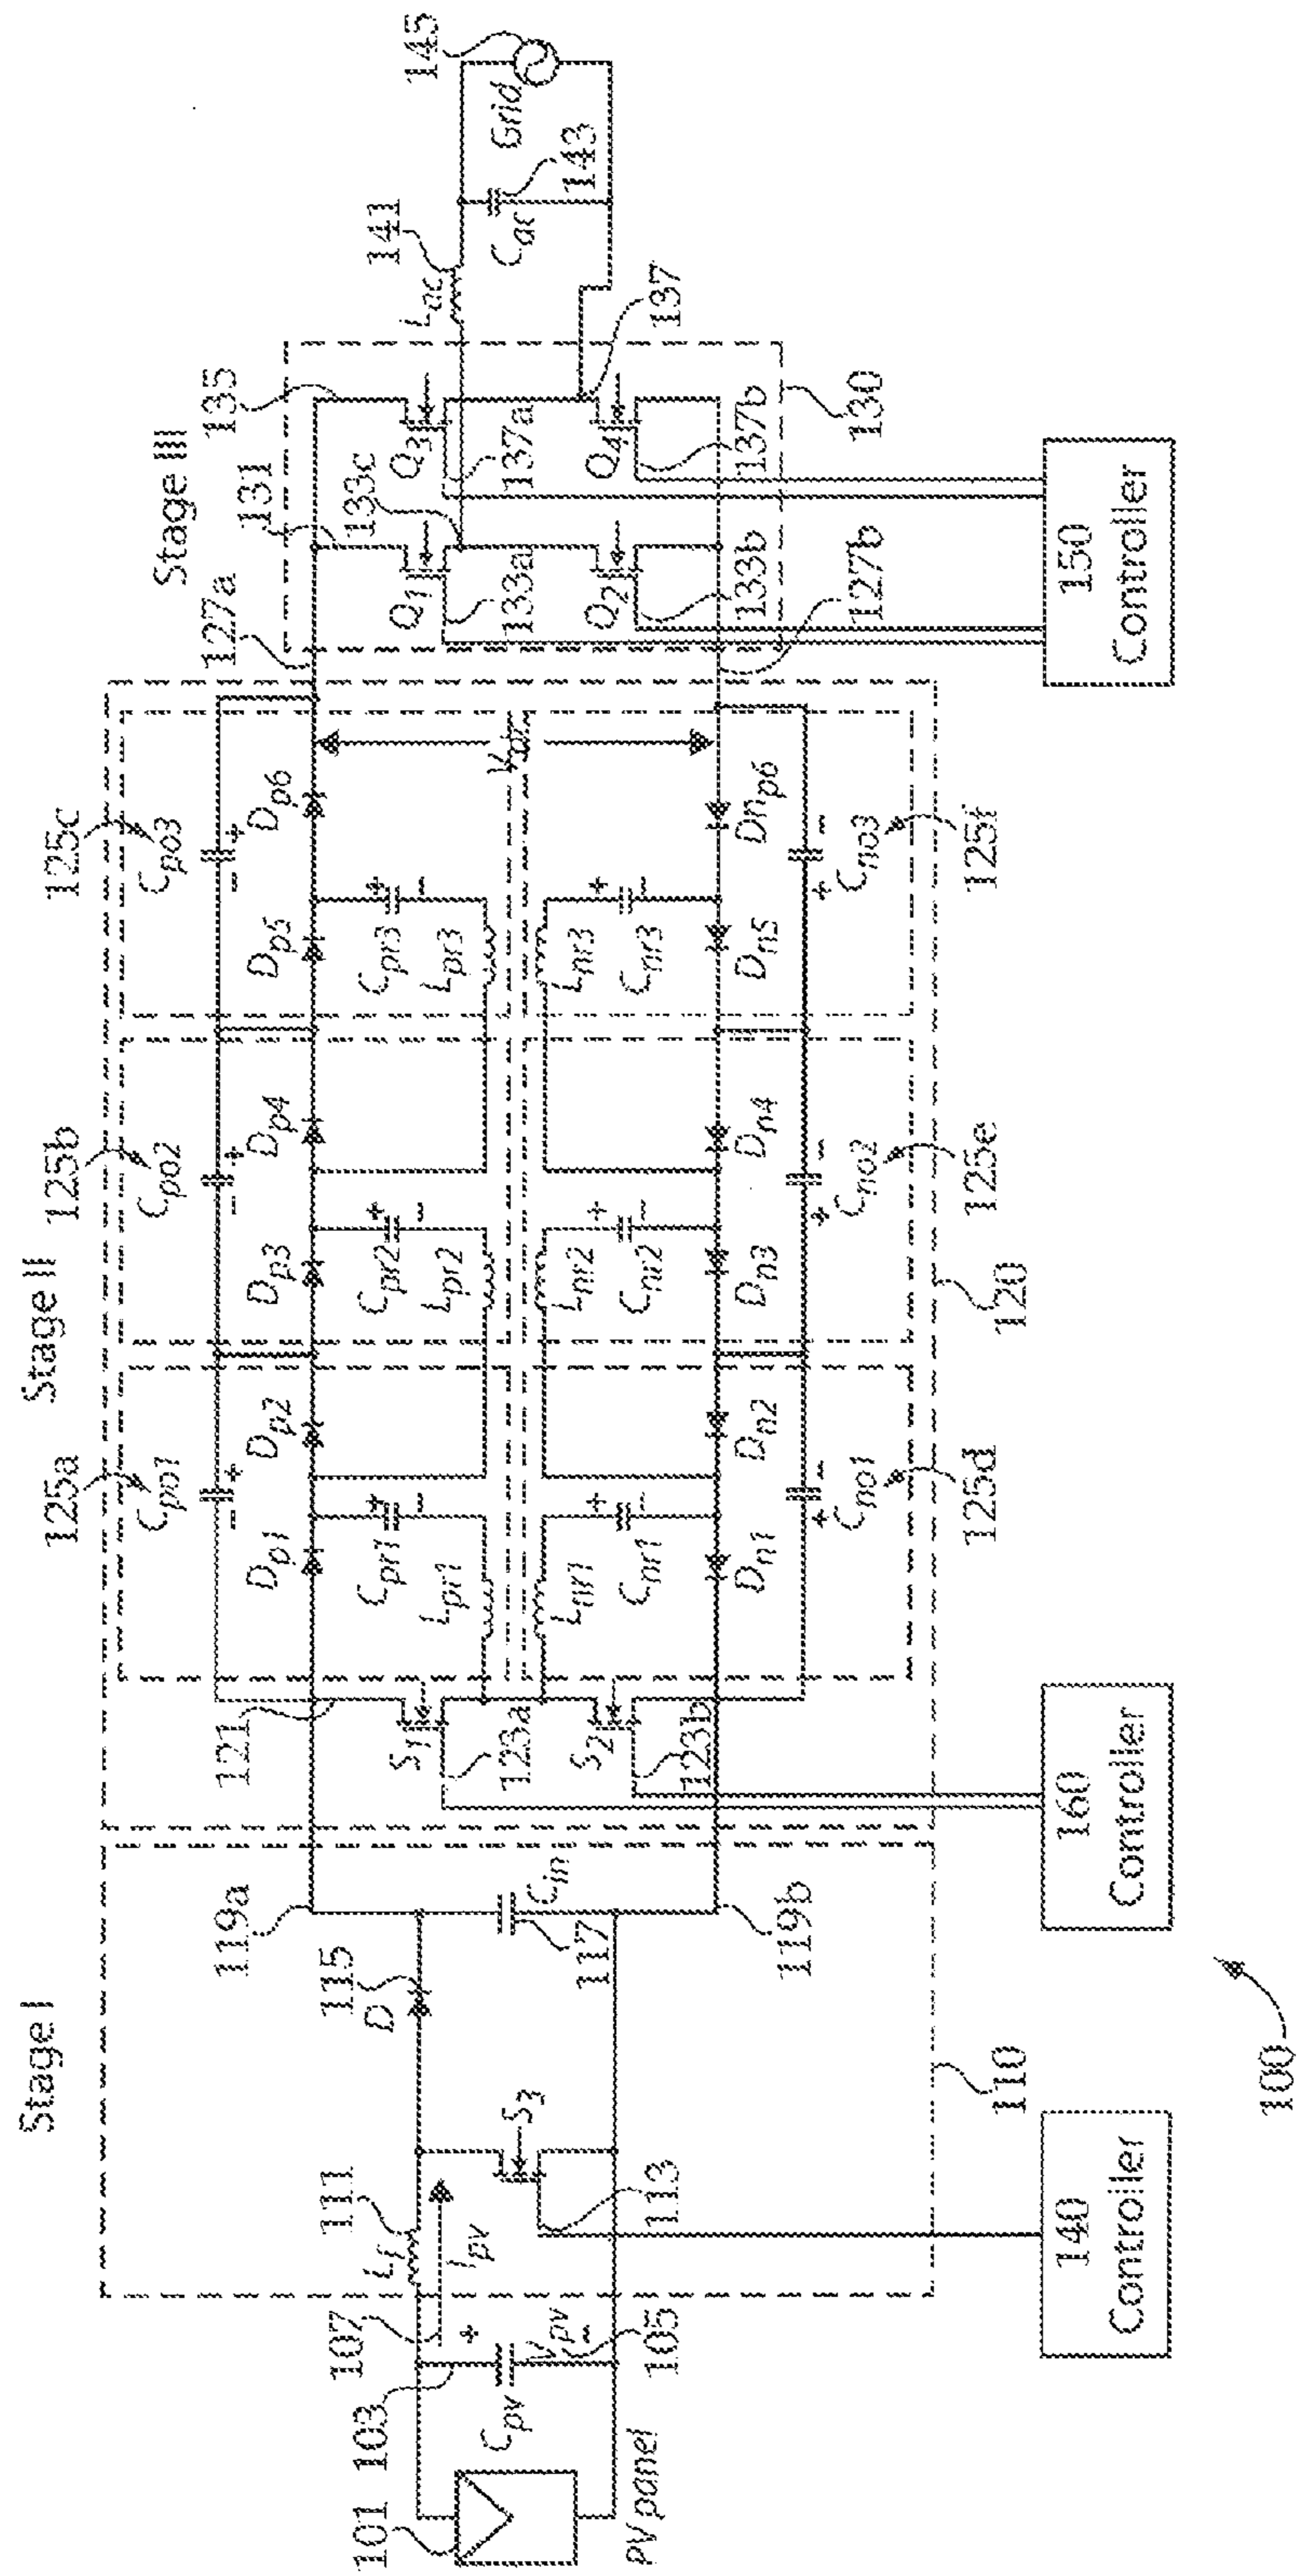 Stage I
Stage II
Stage III
125a
125b
125c
C_po1
C_po2
C_po3
119a
121
127a
131
135
D_p1
D_p2
D_p3
D_p4
D_p5
D_p6
101
103
107
L_f
111
115
D
I_pv
S_1
C_pr1
C_pr2
C_pr3
L_pr1
L_pr2
L_pr3
Q_1
133c
Q_3
L_ac
141
145
C_pv
V_pv
105
S_3
113
C_in
117
123a
V_dc
133a
137a
C_ac
143
Grid
PV panel
S_2
L_nr1
L_nr2
L_nr3
C_nr1
C_nr2
C_nr3
Q_2
Q_4
137
119b
123b
D_n1
D_n2
D_n3
D_n4
D_n5
Dn_p6
133b
137b
127b
C_no1
C_no2
C_no3
125d
125e
125f
110
120
130
140
Controller
160
Controller
150
Controller
100